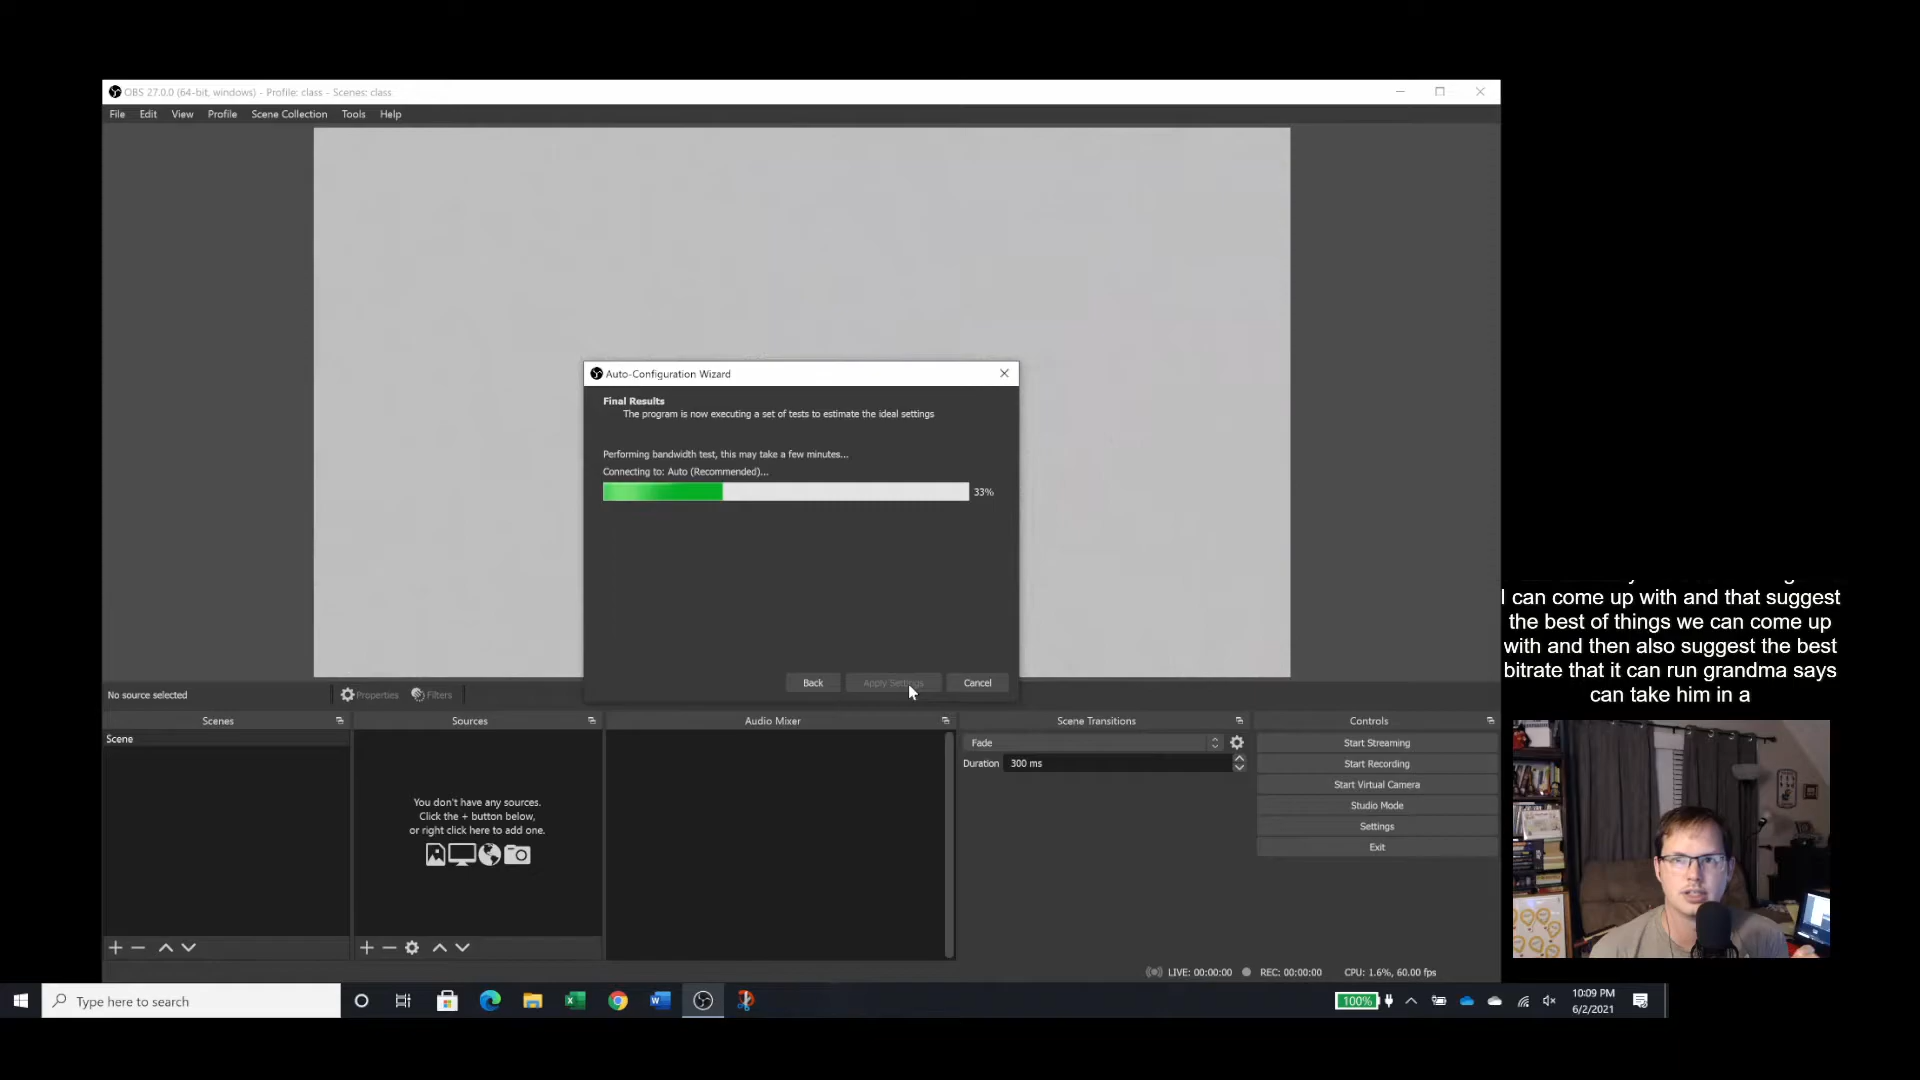 OBS 27.0.0 (64-bit, windows) - Profile: class - Scenes: class
File Edit View Profile Scene Collection Tools Help
Auto-Configuration Wizard
Final Results
The program is now executing a set of tests to estimate the ideal settings
Performing bandwidth test, this may take a few minutes...
Connecting to: Auto (Recommended)...
33%
Back Apply Settings Cancel
I can come up with and that suggest
the best of things we can come up
with and then also suggest the best
bitrate that it can run grandma says
can take him in a
No source selected Properties Filters
Scenes Sources Audio Mixer Scene Transitions Controls
Scene
You don't have any sources.
Click the + button below,
or right click here to add one.
Fade
Duration 300 ms
Start Streaming
Start Recording
Start Virtual Camera
Studio Mode
Settings
Exit
LIVE: 00:00:00 REC: 00:00:00 CPU: 1.6%, 60.00 fps
Type here to search
100%
10:09 PM
6/2/2021